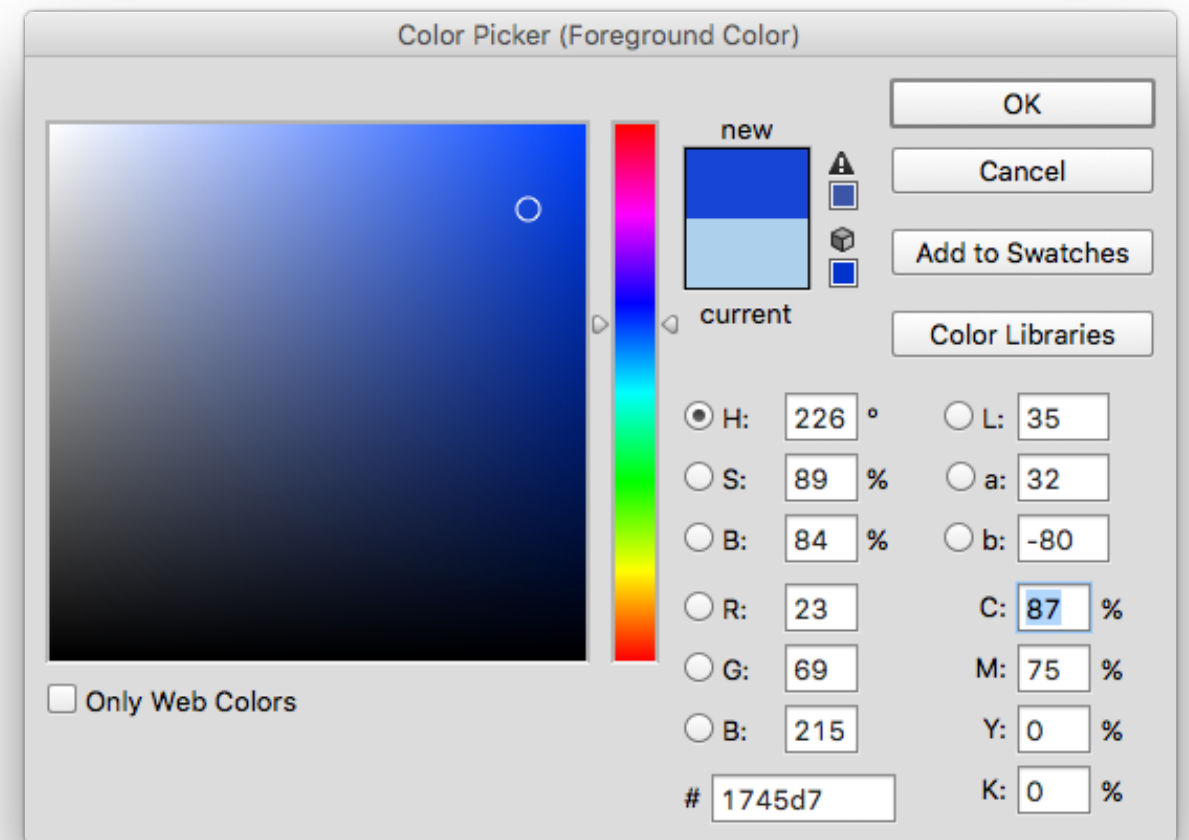 Color Picker (Foreground Color)
new
OK
Cancel
Add to Swatches
current
Color Libraries
H: 226 °
L: 35
S: 89 %
a: 32
B: 84 %
b: -80
R: 23
C: 87 %
G: 69
M: 75 %
B: 215
Y: 0 %
# 1745d7
K: 0 %
Only Web Colors